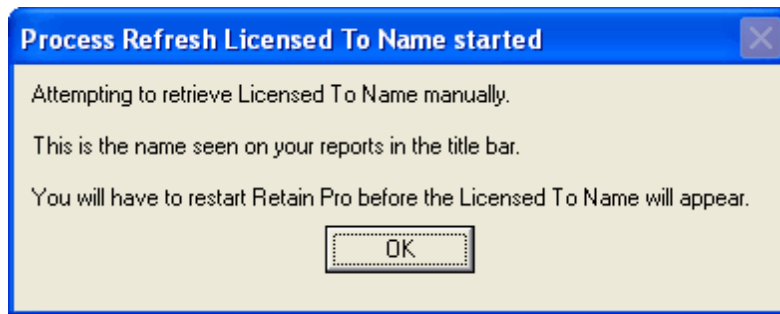 Process Refresh Licensed To Name started
Attempting to retrieve Licensed To Name manually.
This is the name seen on your reports in the title bar.
You will have to restart Retain Pro before the Licensed To Name will appear.
OK